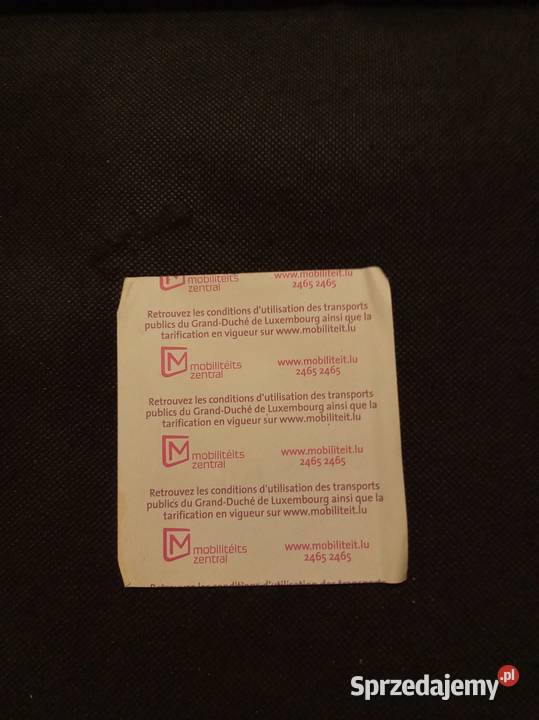 mobilitéits www.mobiliteit.lu
zentral 2465 2465
Retrouvez les conditions d'utilisation des transports
publics du Grand-Duché de Luxembourg ainsi que la
tarification en vigueur sur www.mobiliteit.lu
M mobilitéits www.mobiliteit.lu
zentral 2465 2465
Retrouvez les conditions d'utilisation des transports
publics du Grand-Duché de Luxembourg ainsi que la
tarification en vigueur sur www.mobiliteit.lu
M mobilitéits www.mobiliteit.lu
zentral 2465 2465
Retrouvez les conditions d'utilisation des transports
publics du Grand-Duché de Luxembourg ainsi que la
tarification en vigueur sur www.mobiliteit.lu
M mobilitéits www.mobiliteit.lu
zentral 2465 2465
Sprzedajemy.pl